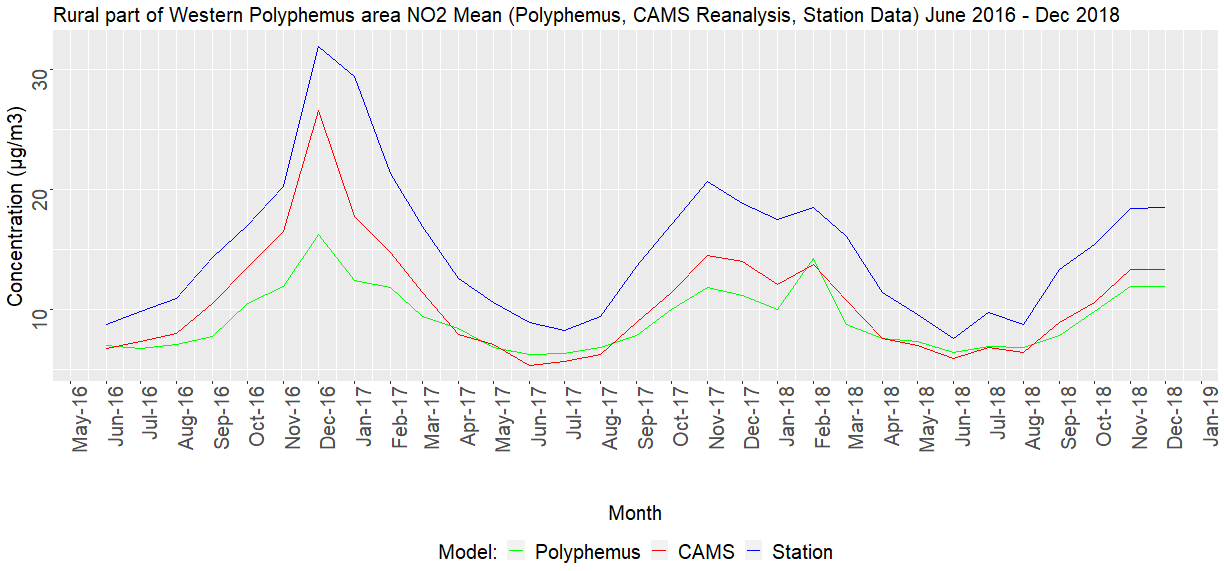 Rural part of Western Polyphemus area NO2 Mean (Polyphemus, CAMS Reanalysis, Station Data) June 2016 - Dec 2018
Concentration (µg/m3)
30
20
10
May-16
Jun-16
Jul-16
Aug-16
Sep-16
Oct-16
Nov-16
Dec-16
Jan-17
Feb-17
Mar-17
Apr-17
May-17
Jun-17
Jul-17
Aug-17
Sep-17
Oct-17
Nov-17
Dec-17
Jan-18
Feb-18
Mar-18
Apr-18
May-18
Jun-18
Jul-18
Aug-18
Sep-18
Oct-18
Nov-18
Dec-18
Jan-19
Month
Model: Polyphemus CAMS Station